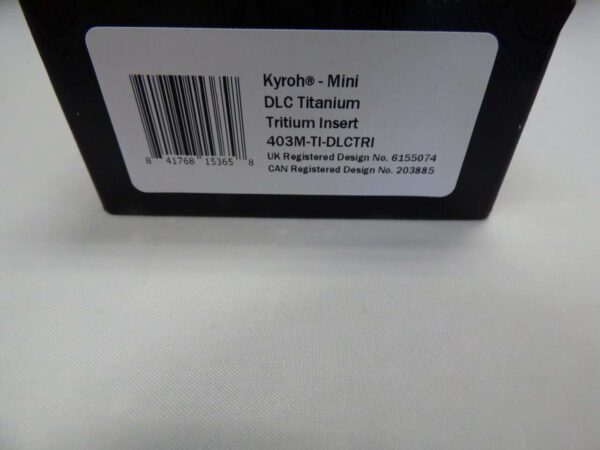 Kyroh® - Mini
DLC Titanium
Tritium Insert
403M-TI-DLCTRI
UK Registered Design No. 6155074
CAN Registered Design No. 203885
8 41768 15365 8